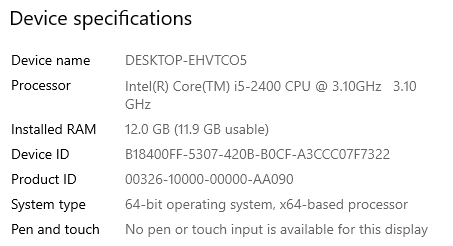 Device specifications
Device name DESKTOP-EHVTCO5
Processor Intel(R) Core(TM) i5-2400 CPU @ 3.10GHz 3.10
GHz
Installed RAM 12.0 GB (11.9 GB usable)
Device ID B18400FF-5307-420B-B0CF-A3CCC07F7322
Product ID 00326-10000-00000-AA090
System type 64-bit operating system, x64-based processor
Pen and touch No pen or touch input is available for this display